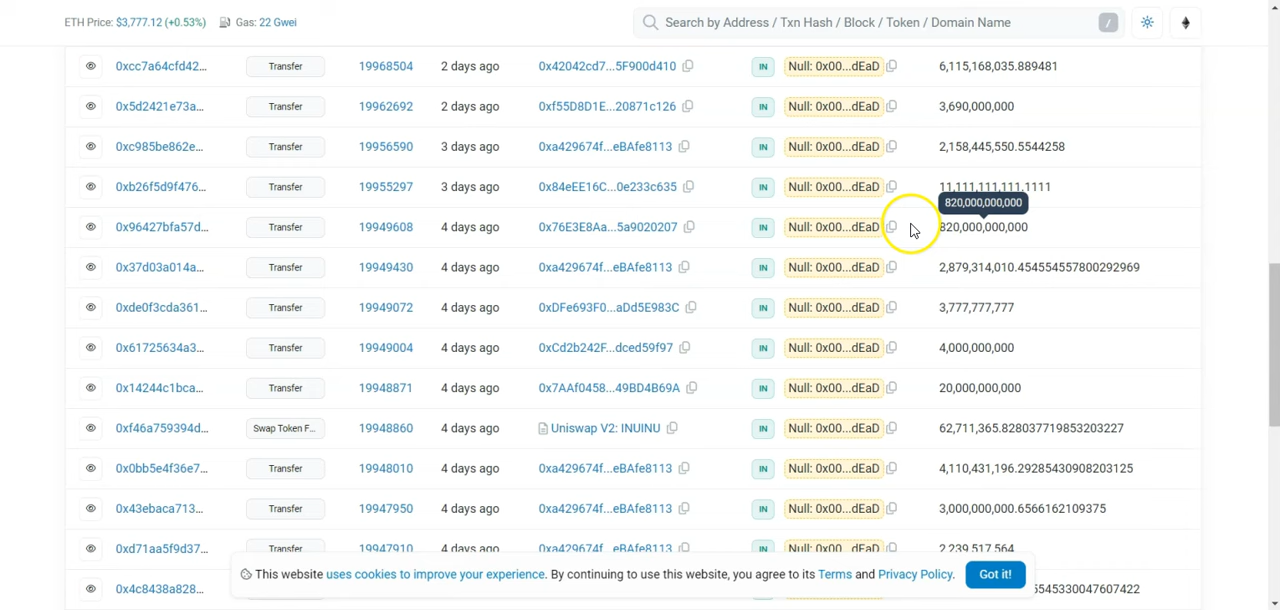 ETH Price: $3,777.12 (+0.53%) Gas: 22 Gwei Search by Address / Txn Hash / Block / Token / Domain Name /
0xcc7a64cfd42... Transfer 19968504 2 days ago 0x42042cd7...5F900d410 IN Null: 0x00...dEaD 6,115,168,035.889481
0x5d2421e73a... Transfer 19962692 2 days ago 0xf55D8D1E...20871c126 IN Null: 0x00...dEaD 3,690,000,000
0xc985be862e... Transfer 19956590 3 days ago 0xa429674f...eBAfe8113 IN Null: 0x00...dEaD 2,158,445,550.5544258
0xb26f5d9f476... Transfer 19955297 3 days ago 0x84eEE16C...0e233c635 IN Null: 0x00...dEaD 11,111,111,111.1111
820,000,000,000
0x96427bfa57d... Transfer 19949608 4 days ago 0x76E3E8Aa...5a9020207 IN Null: 0x00...dEaD 820,000,000,000
0x37d03a014a... Transfer 19949430 4 days ago 0xa429674f...eBAfe8113 IN Null: 0x00...dEaD 2,879,314,010.454554557800292969
0xde0f3cda361... Transfer 19949072 4 days ago 0xDFe693F0...aDd5E983C IN Null: 0x00...dEaD 3,777,777,777
0x61725634a3... Transfer 19949004 4 days ago 0xCd2b242F...dced59f97 IN Null: 0x00...dEaD 4,000,000,000
0x14244c1bca... Transfer 19948871 4 days ago 0x7AAf0458...49BD4B69A IN Null: 0x00...dEaD 20,000,000,000
0xf46a759394d... Swap Token F... 19948860 4 days ago Uniswap V2: INUINU IN Null: 0x00...dEaD 62,711,365.828037719853203227
0x0bb5e4f36e7... Transfer 19948010 4 days ago 0xa429674f...eBAfe8113 IN Null: 0x00...dEaD 4,110,431,196.29285430908203125
0x43ebaca713... Transfer 19947950 4 days ago 0xa429674f...eBAfe8113 IN Null: 0x00...dEaD 3,000,000,000.6566162109375
0xd71aa5f9d37... Transfer 19947910 4 days ago 0xa429674f...eBAfe8113 IN Null: 0x00...dEaD 2,239,517,564
This website uses cookies to improve your experience. By continuing to use this website, you agree to its Terms and Privacy Policy. Got it!
0x4c8438a828... 545330047607422